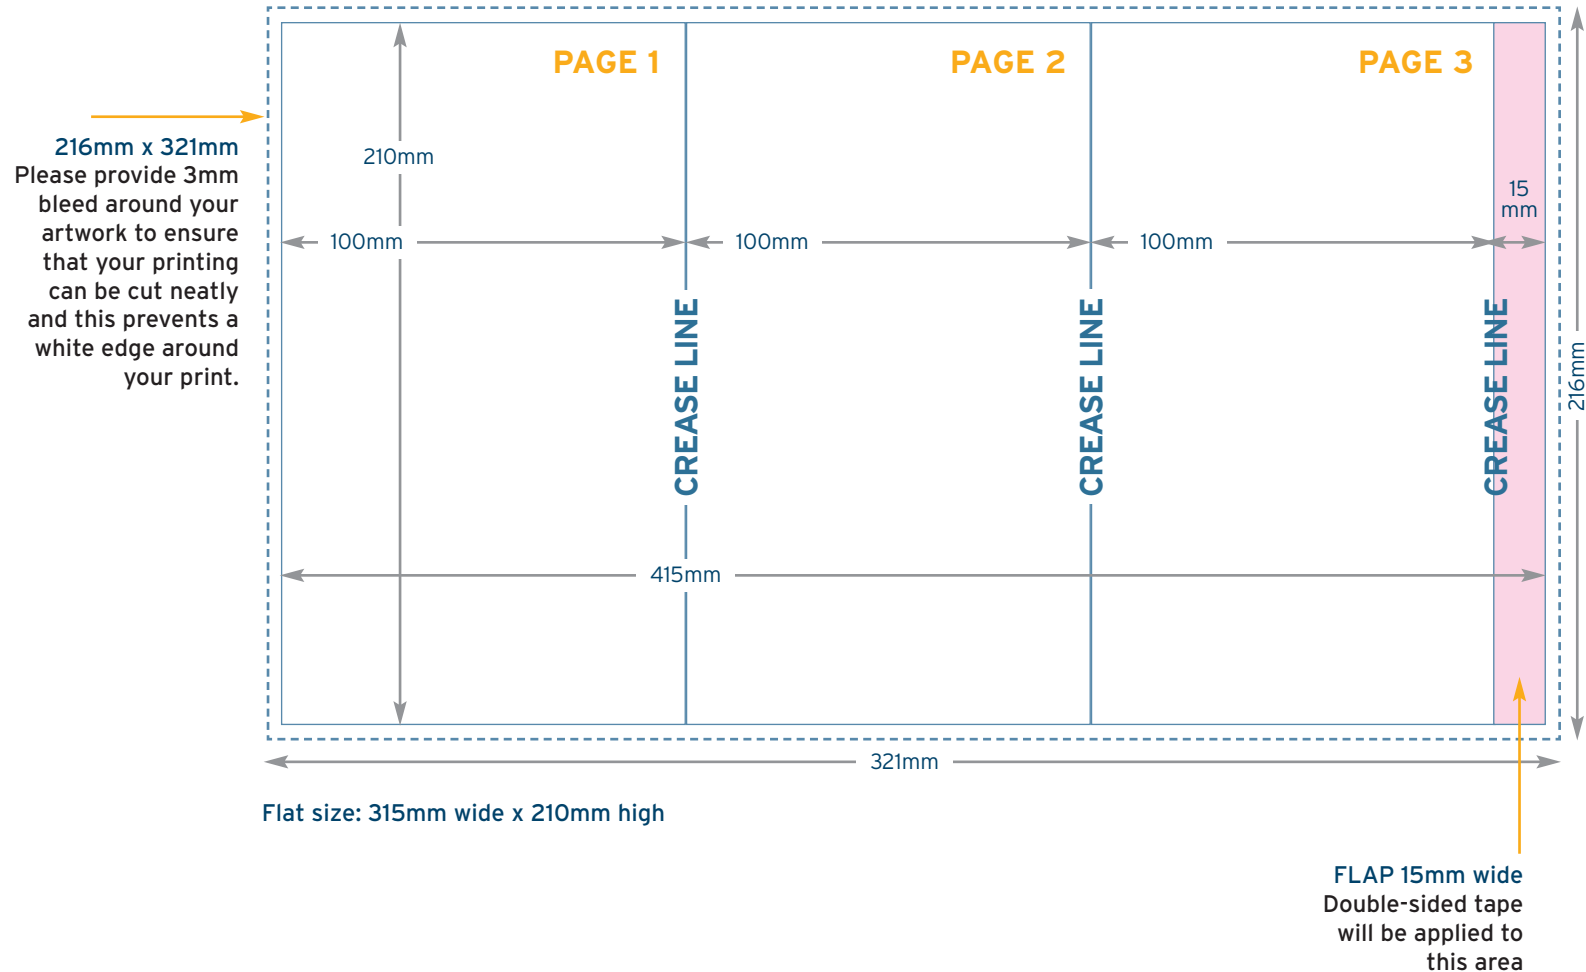 PAGE 1
PAGE 2
PAGE 3
216mm x 321mm
Please provide 3mm
bleed around your
artwork to ensure
that your printing
can be cut neatly
and this prevents a
white edge around
your print.
210mm
15
mm
100mm
100mm
100mm
CREASE LINE
CREASE LINE
CREASE LINE
216mm
415mm
321mm
Flat size: 315mm wide x 210mm high
FLAP 15mm wide
Double-sided tape
will be applied to
this area